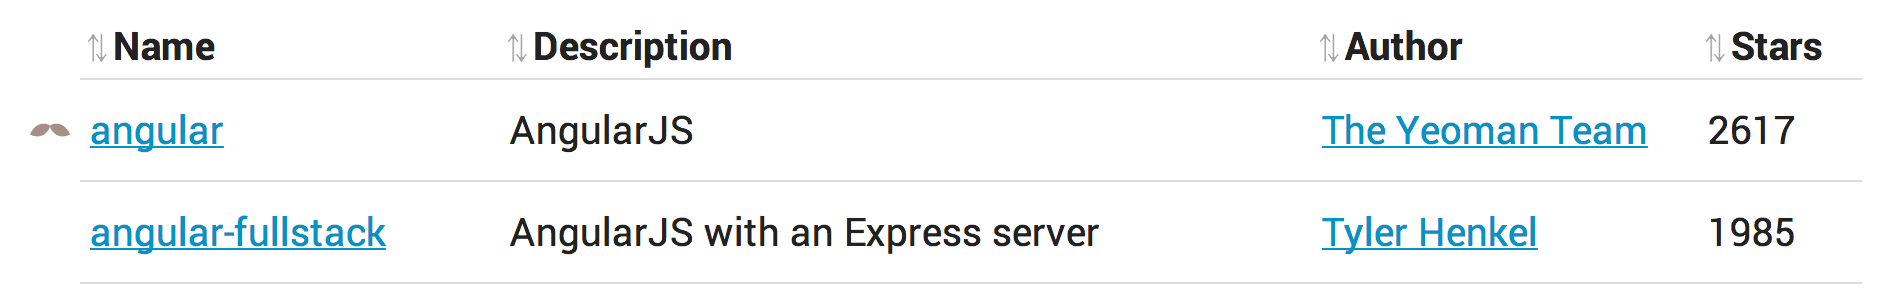 Name Description Author Stars
angular AngularJS The Yeoman Team 2617
angular-fullstack AngularJS with an Express server Tyler Henkel 1985